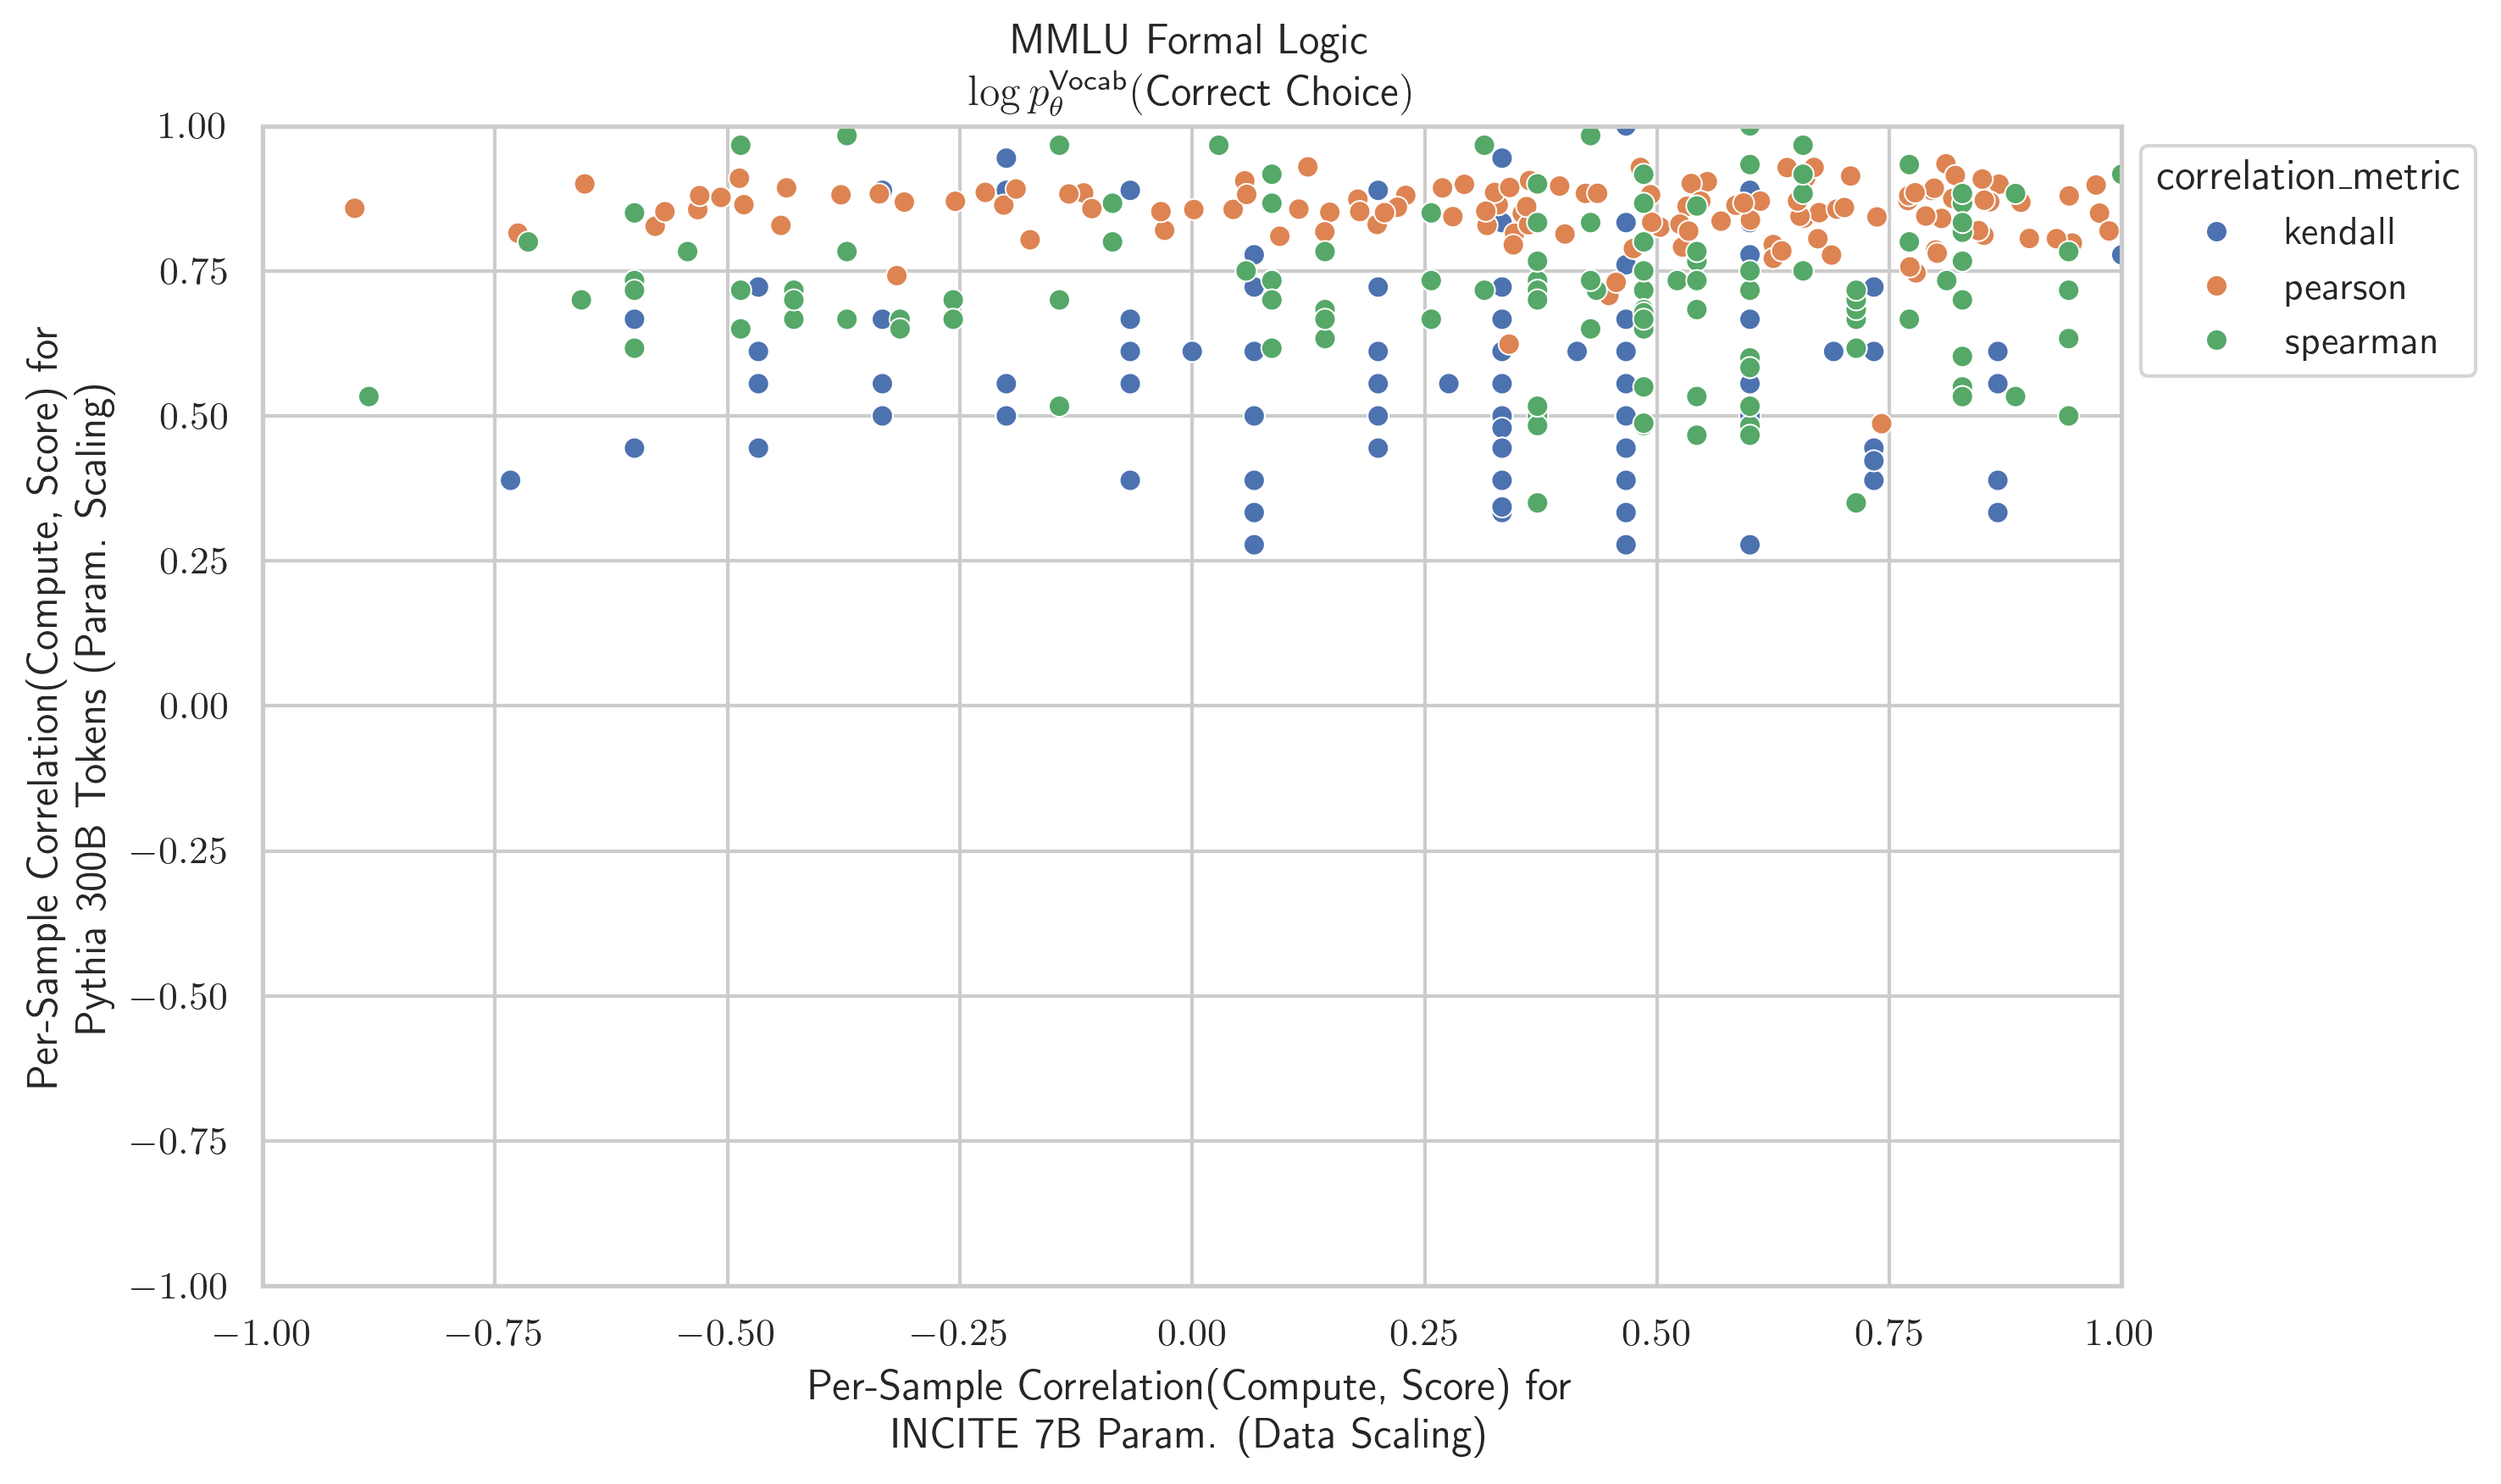 MMLU Formal Logic
log p_θ^Vocab(Correct Choice)
1.00
0.75
0.50
0.25
0.00
−0.25
−0.50
−0.75
−1.00
Per-Sample Correlation(Compute, Score) for
Pythia 300B Tokens (Param. Scaling)
−1.00 −0.75 −0.50 −0.25 0.00 0.25 0.50 0.75 1.00
Per-Sample Correlation(Compute, Score) for
INCITE 7B Param. (Data Scaling)
correlation_metric
kendall
pearson
spearman